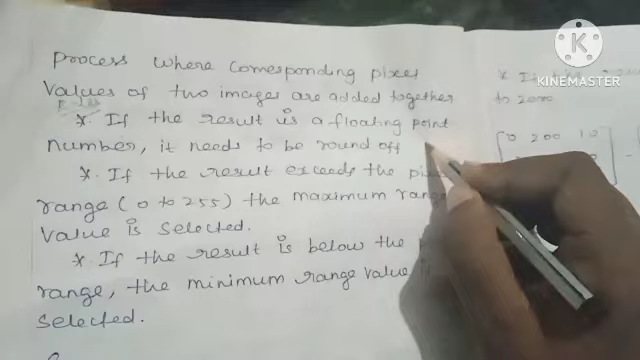 Process where corresponding pixel
values of two images are added together
* If the result is a floating point
number, it needs to be round off
* If the result exceeds the
range (0 to 255) the maximum range
value is selected.
* If the result is below the
range, the minimum range value
selected.
* If
to zero
0 200 10
KINEMASTER